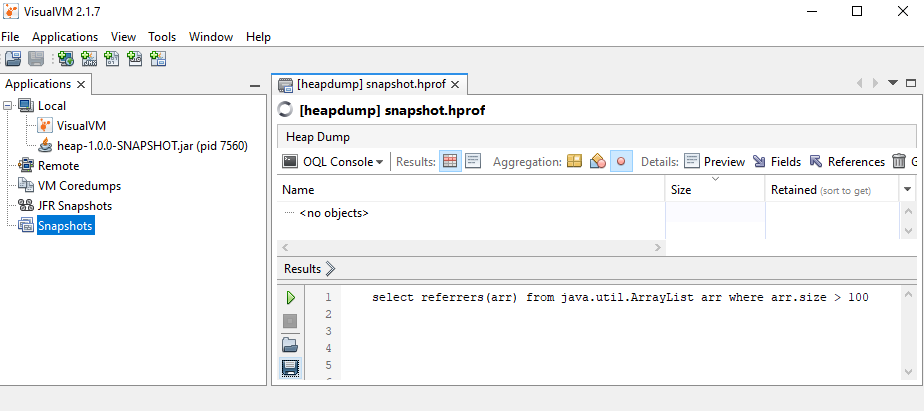 VisualVM 2.1.7
File Applications View Tools Window Help
Applications
[heapdump] snapshot.hprof
Local
VisualVM
heap-1.0.0-SNAPSHOT.jar (pid 7560)
Remote
VM Coredumps
JFR Snapshots
Snapshots
[heapdump] snapshot.hprof
Heap Dump
OQL Console Results: Aggregation: Details: Preview Fields References G
Name Size Retained (sort to get)
<no objects>
Results
1 select referrers(arr) from java.util.ArrayList arr where arr.size > 100
2
3
4
5